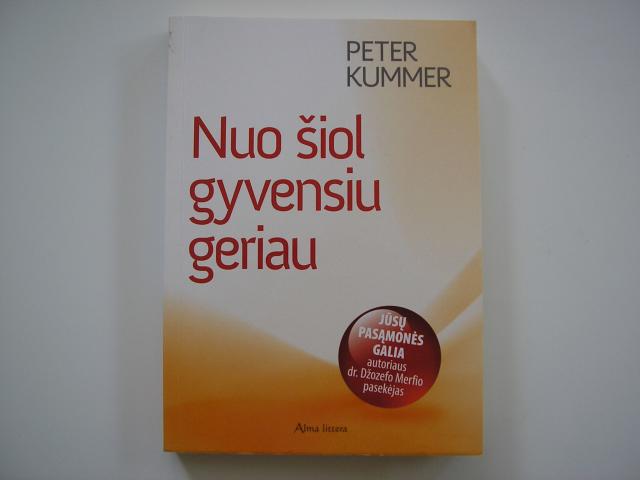 PETER
KUMMER
Nuo šiol
gyvensiu
geriau
JŪSŲ
PASĄMONĖS
GALIA
autoriaus
dr. Džozefo Merfio
pasekėjas
Alma littera